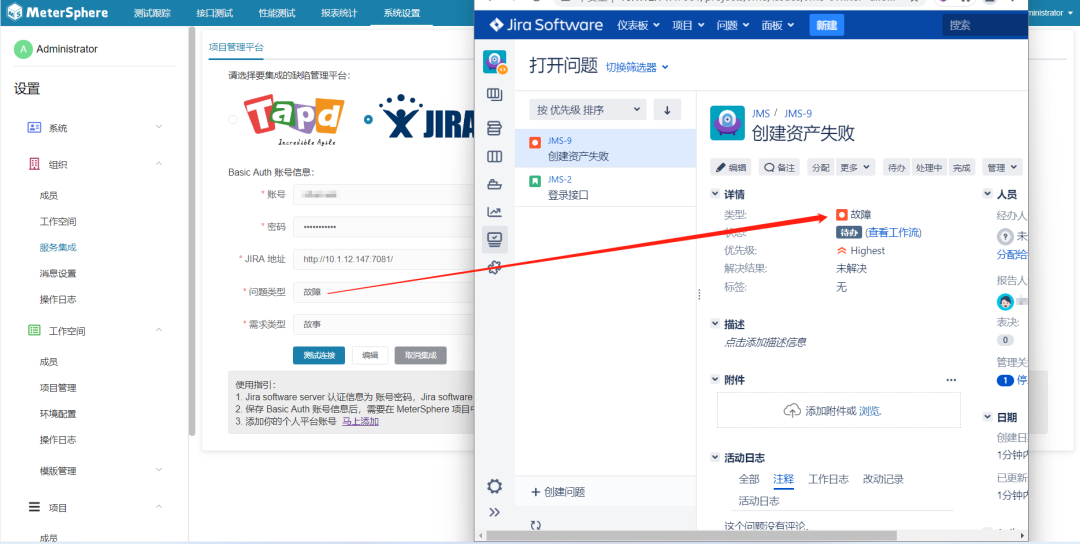 MeterSphere
测试跟踪
接口测试
性能测试
报表统计
系统设置
Administrator
设置
系统
组织
成员
工作空间
服务集成
消息设置
操作日志
工作空间
成员
项目管理
环境配置
操作日志
模版管理
项目
成员
项目管理平台
请选择要集成的缺陷管理平台:
Tapd
Incredible Agile
JIRA
Basic Auth 账号信息:
* 账号
* 密码
* JIRA 地址 http://10.1.12.147:7081/
* 问题类型 故障
* 需求类型 故事
测试连接
编辑
取消集成
使用指引:
1. Jira software server 认证信息为 账号密码, Jira software
2. 保存 Basic Auth 账号信息后, 需要在 MeterSphere 项目中
3. 添加你的个人平台账号 马上添加
Jira Software
仪表板
项目
问题
面板
新建
搜索
ministrator
打开问题
切换筛选器
按 优先级 排序
JMS-9
创建资产失败
JMS-2
登录接口
+ 创建问题
JMS / JMS-9
创建资产失败
编辑
备注
分配
更多
待办
处理中
完成
管理
详情
类型: 故障
状态: 待办 (查看工作流)
优先级: Highest
解决结果: 未解决
标签: 无
描述
点击添加描述信息
附件
添加附件或 浏览.
活动日志
全部
注释
工作日志
改动记录
活动日志
这个问题没有评论.
人员
经办人
未
分配给
报告人
表决:
0
管理关
1 停
日期
创建日
1分钟内
已更新
1分钟内